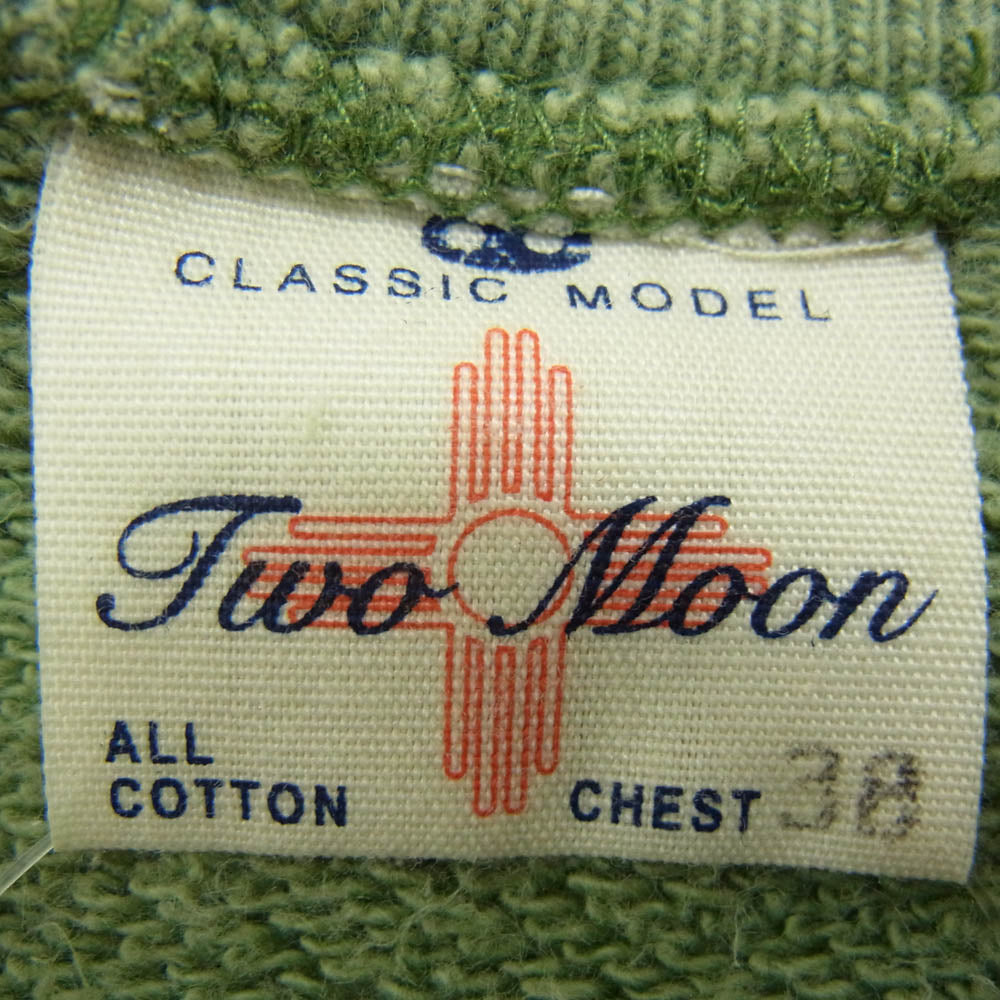 CLASSIC MODEL
Two Moon
ALL
COTTON
CHEST 38